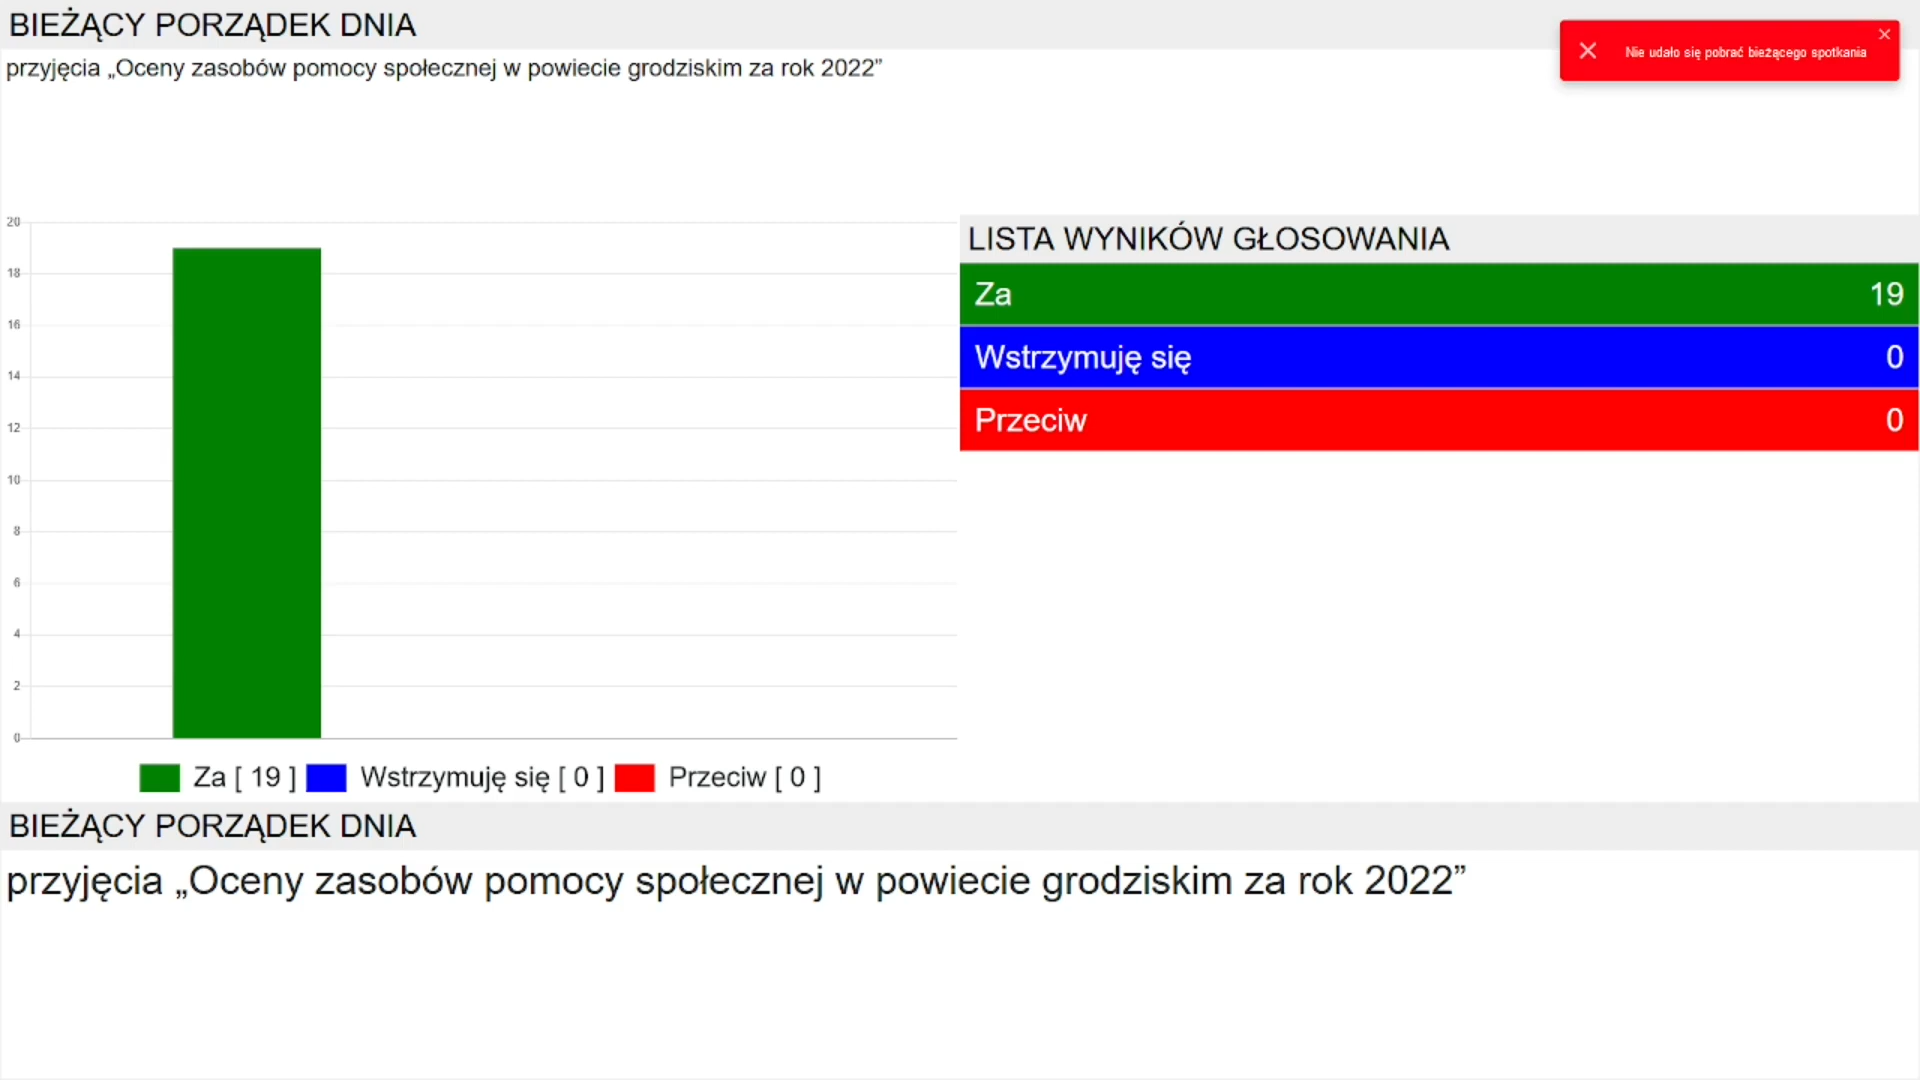 BIEŻĄCY PORZĄDEK DNIA
Nie udało się pobrać bieżącego spotkania
przyjęcia „Oceny zasobów pomocy społecznej w powiecie grodziskim za rok 2022”
20
18
16
14
12
10
8
6
4
2
0
Za [ 19 ] Wstrzymuję się [ 0 ] Przeciw [ 0 ]
LISTA WYNIKÓW GŁOSOWANIA
Za 19
Wstrzymuję się 0
Przeciw 0
BIEŻĄCY PORZĄDEK DNIA
przyjęcia „Oceny zasobów pomocy społecznej w powiecie grodziskim za rok 2022”